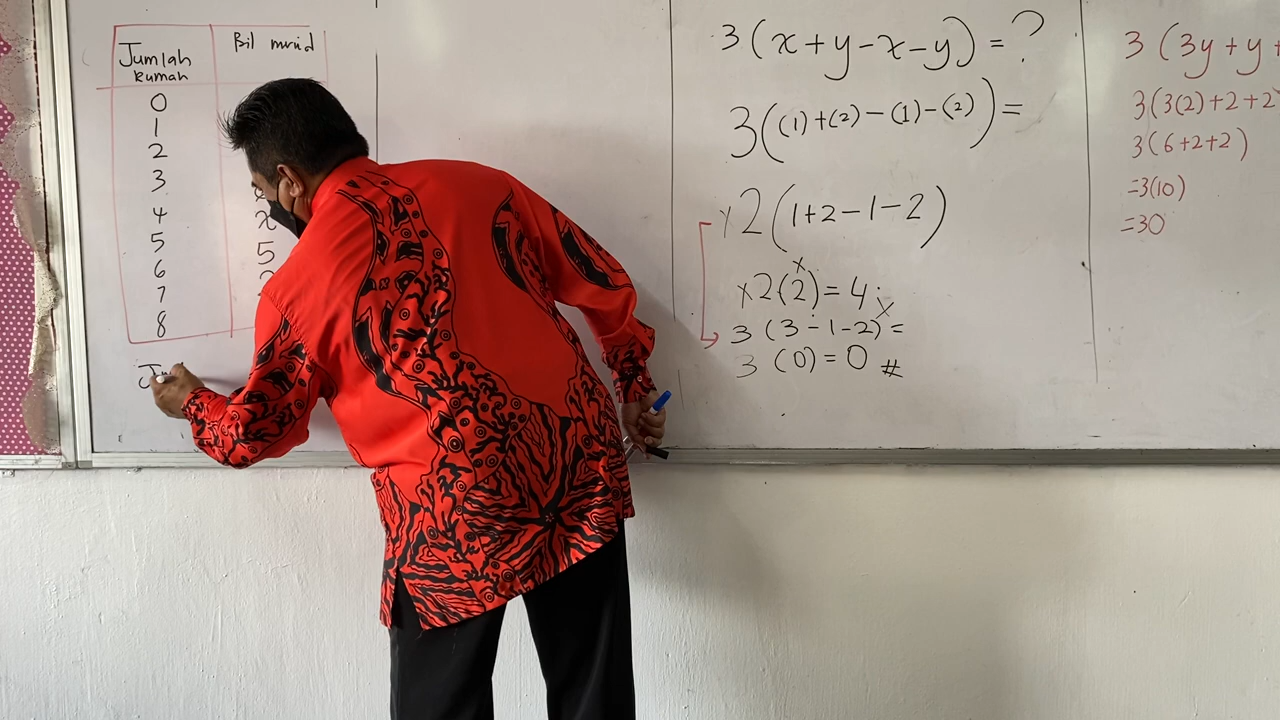 Jumlah
Rumah
Bil murid
0
1
2
3
4
x
5
5
6
7
8
3(x+y-x-y) = ?
3((1)+(2)-(1)-(2)) =
x2(1+2-1-2)
x2(2) = 4 x
3(3-1-2) =
3(0) = 0 #
3(3y+y+
3(3(2)+2+2
3(6+2+2)
=3(10)
=30